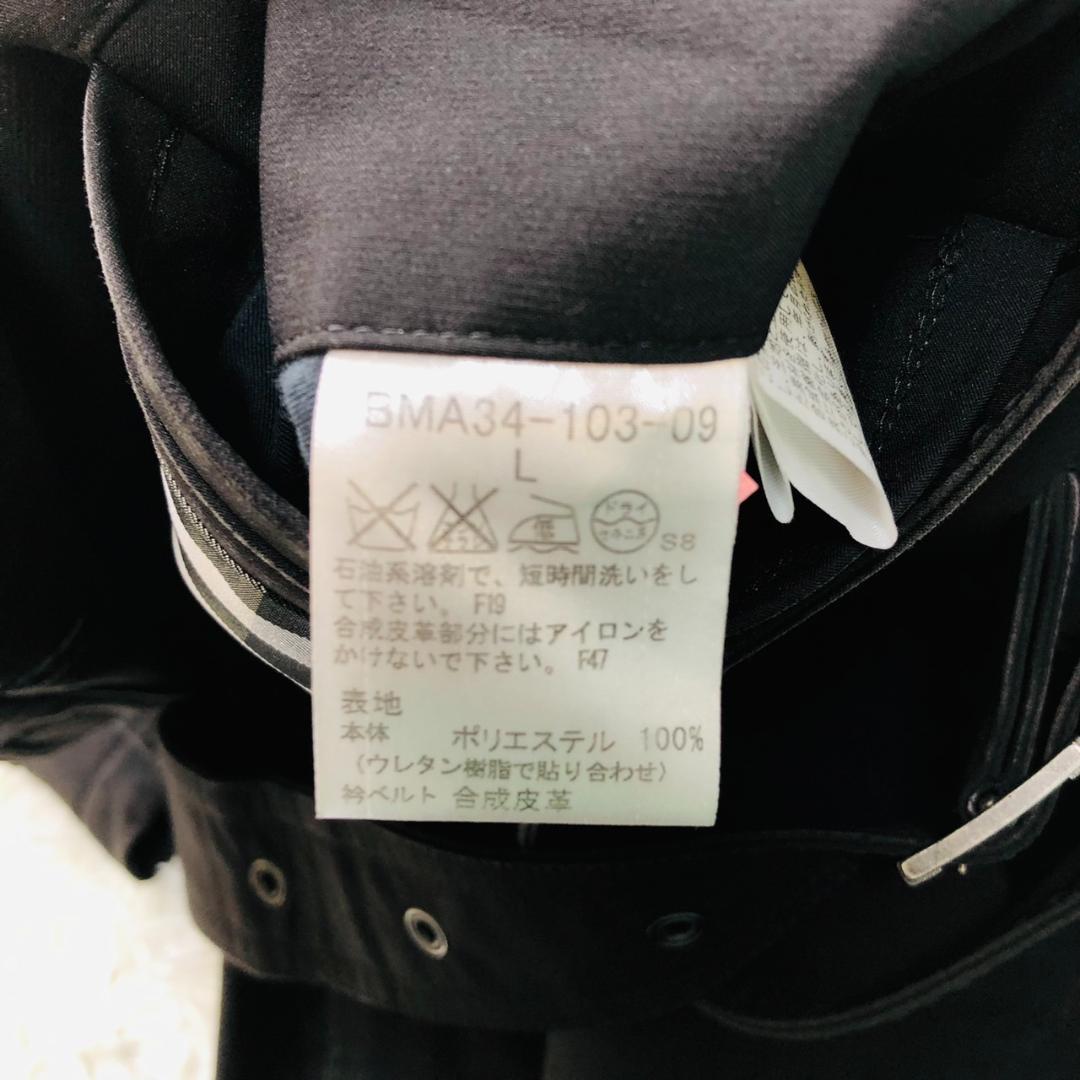 BMA34-103-09
L
低
ドライ
S8
石油系溶剤で、短時間洗いをし
て下さい。F19
合成皮革部分にはアイロンを
かけないで下さい。F47
表地
本体 ポリエステル 100%
(ウレタン樹脂で貼り合わせ)
衿ベルト 合成皮革